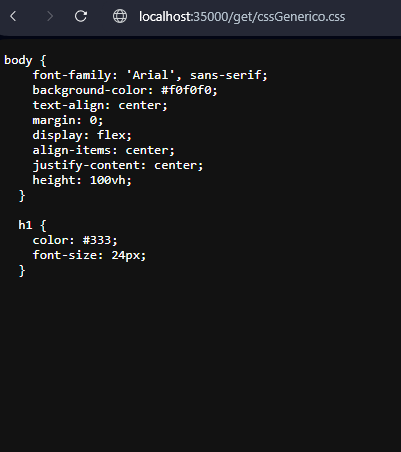 localhost:35000/get/cssGenerico.css
body {
    font-family: 'Arial', sans-serif;
    background-color: #f0f0f0;
    text-align: center;
    margin: 0;
    display: flex;
    align-items: center;
    justify-content: center;
    height: 100vh;
  }

  h1 {
    color: #333;
    font-size: 24px;
  }